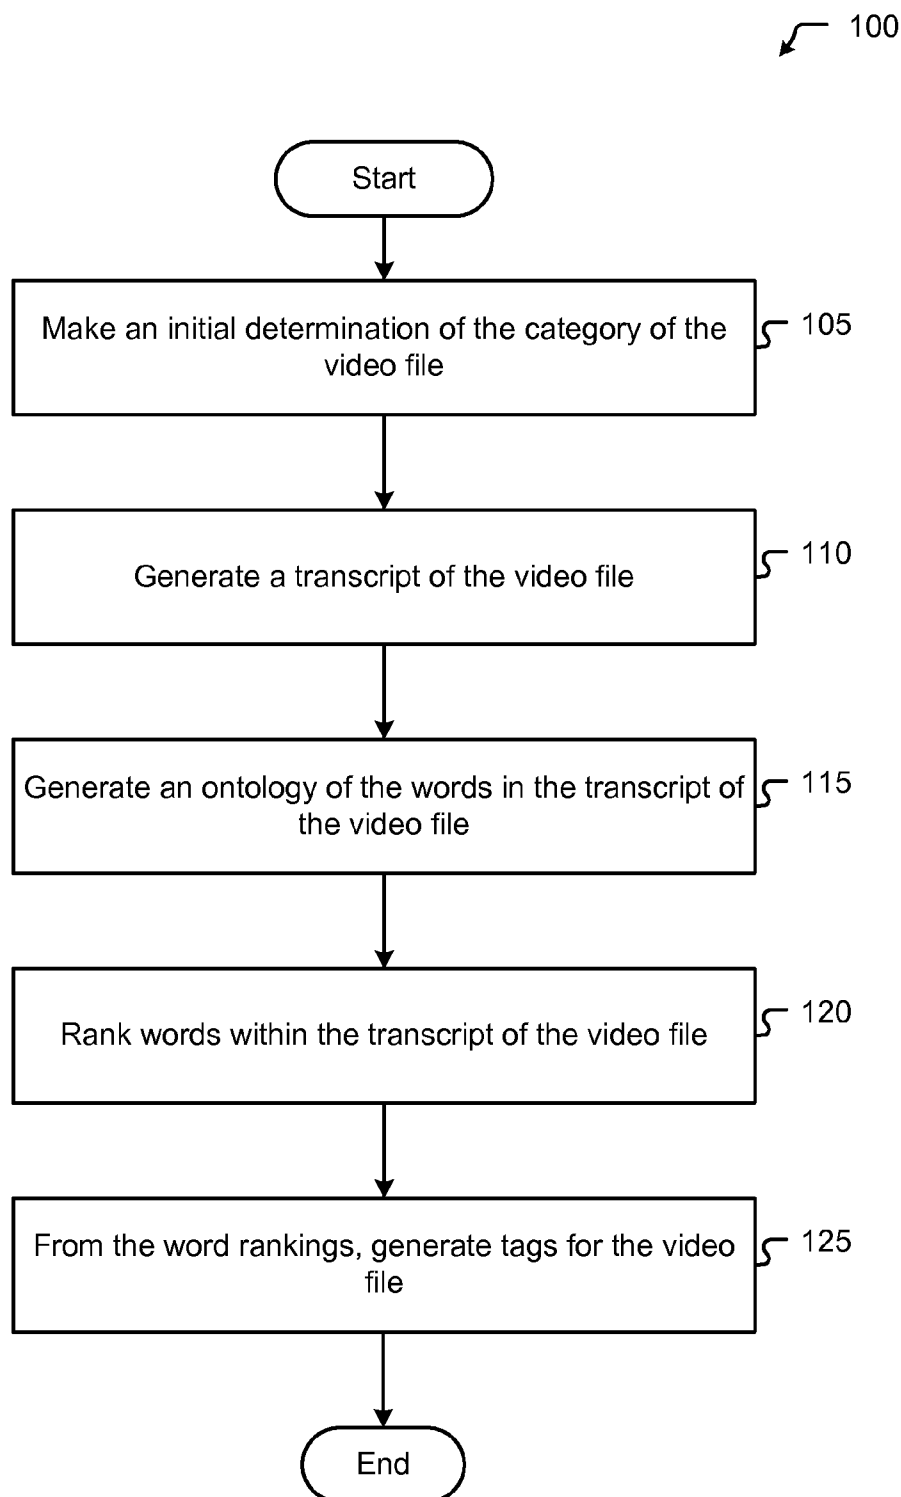 100
Start
Make an initial determination of the category of the
video file
105
Generate a transcript of the video file
110
Generate an ontology of the words in the transcript of
the video file
115
Rank words within the transcript of the video file
120
From the word rankings, generate tags for the video
file
125
End